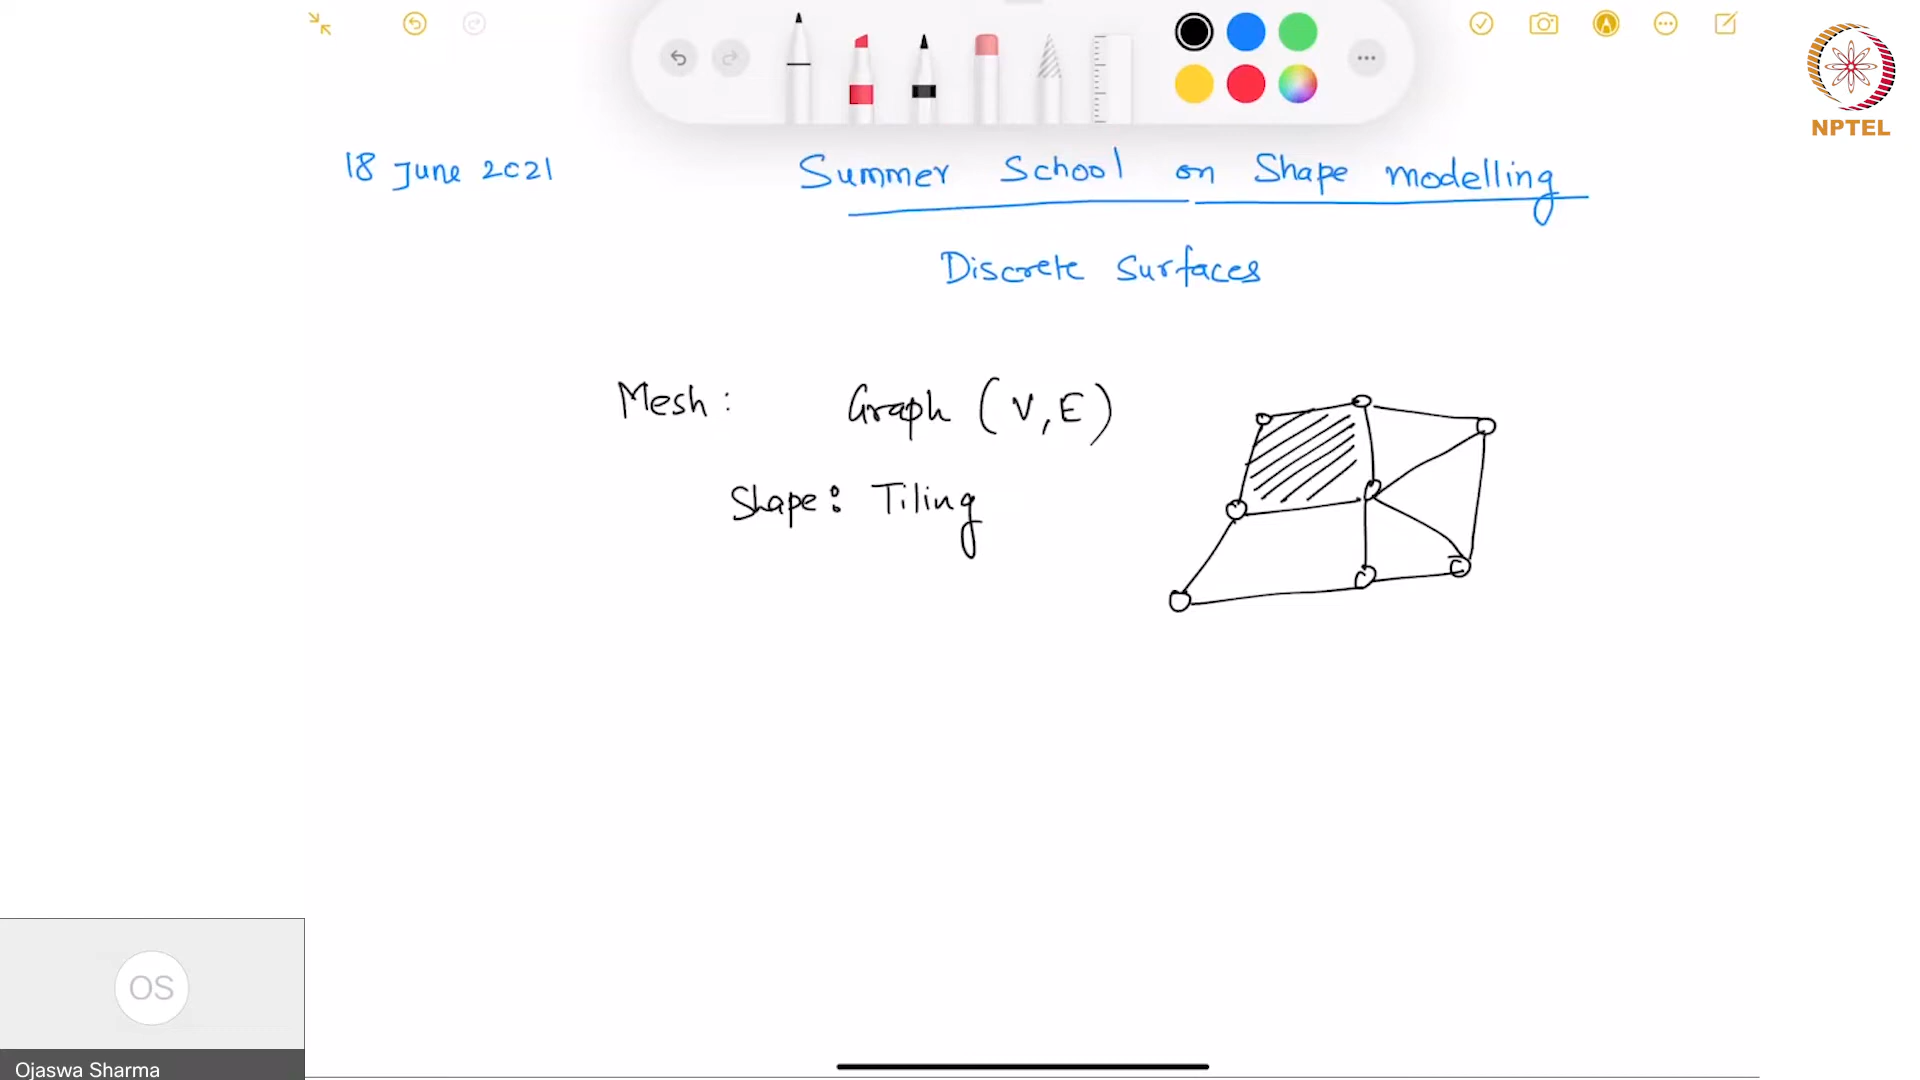 NPTEL
18 June 2021
Summer School on Shape modelling
Discrete Surfaces
Mesh: Graph (V, E)
Shape: Tiling
OS
Ojaswa Sharma